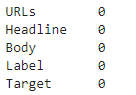 URLs 0
Headline 0
Body 0
Label 0
Target 0